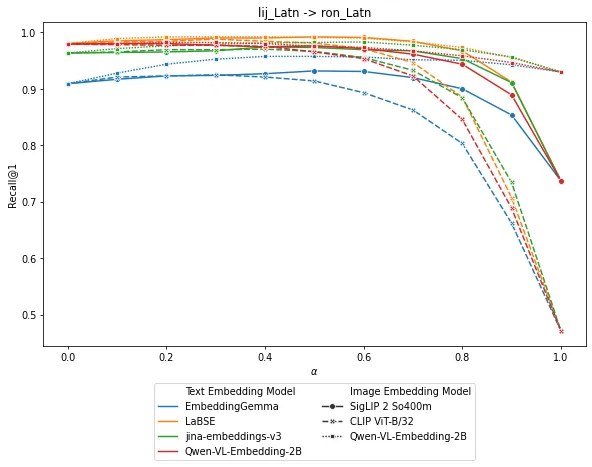 lij_Latn -> ron_Latn
Recall@1
1.0
0.9
0.8
0.7
0.6
0.5
0.0 0.2 0.4 0.6 0.8 1.0
α
Text Embedding Model Image Embedding Model
EmbeddingGemma SigLIP 2 So400m
LaBSE CLIP ViT-B/32
jina-embeddings-v3 Qwen-VL-Embedding-2B
Qwen-VL-Embedding-2B